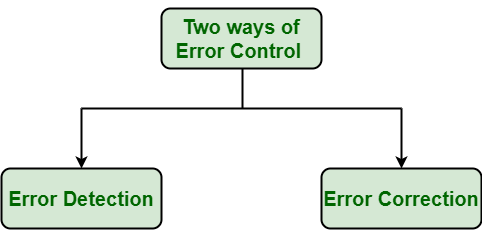 Two ways of
Error Control
Error Detection
Error Correction